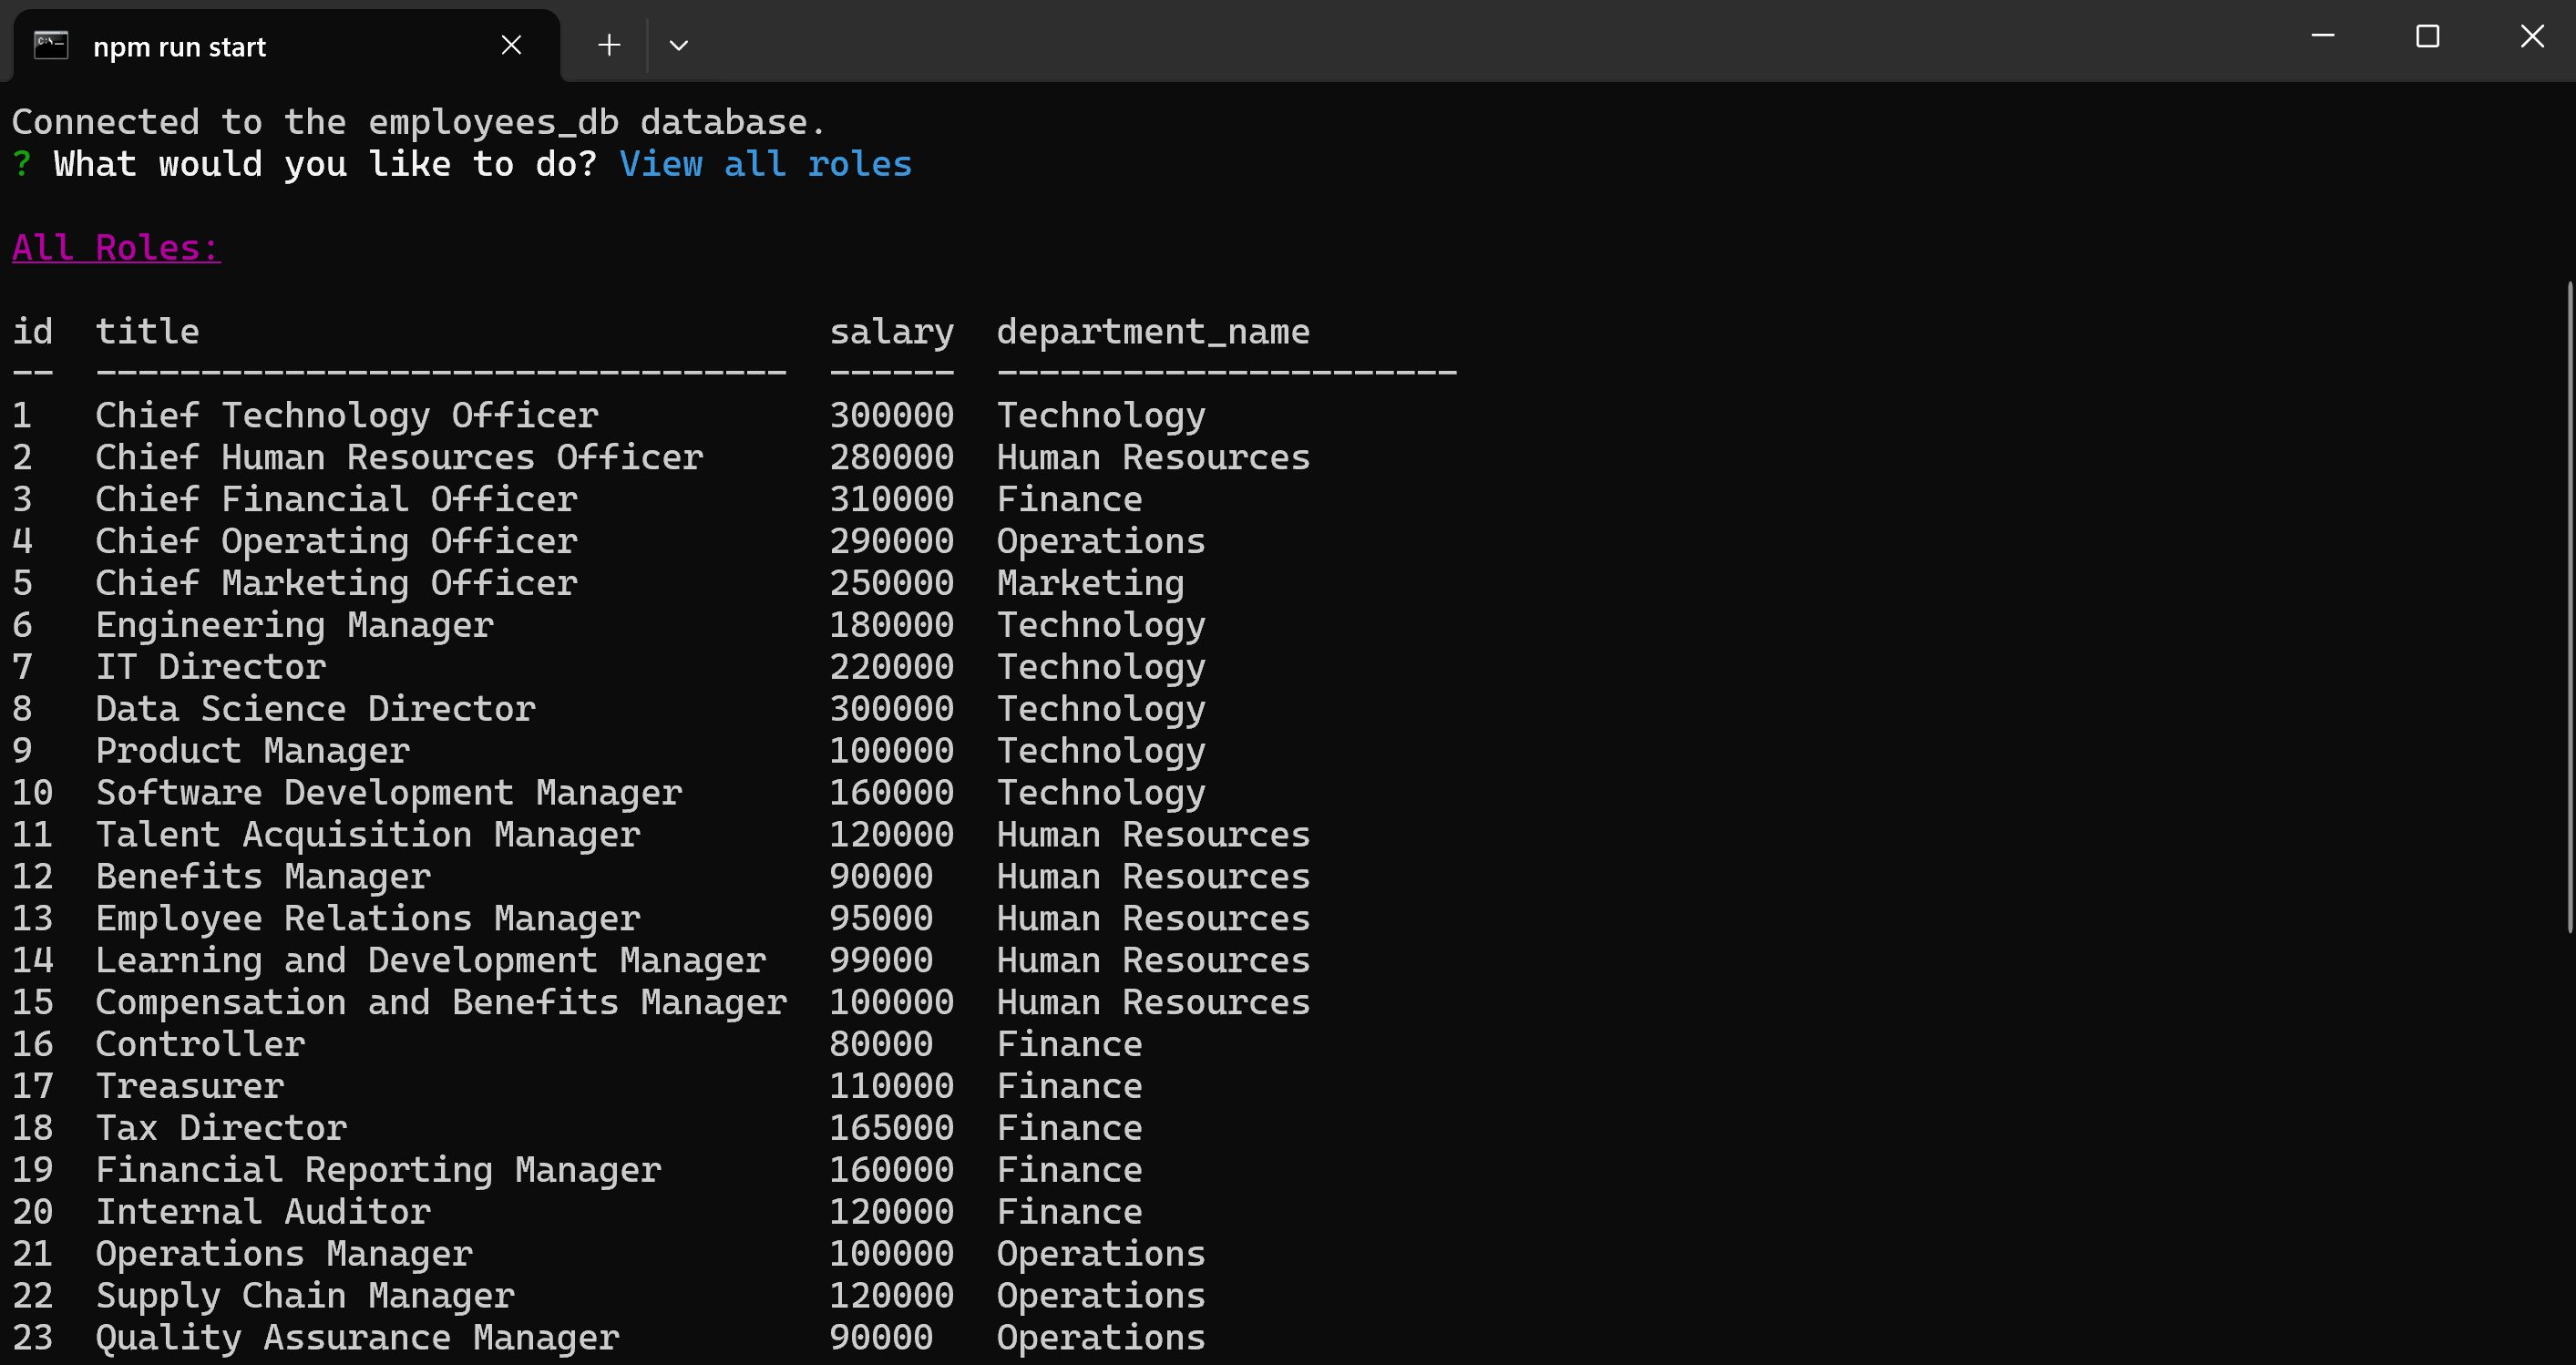 npm run start
Connected to the employees_db database.
? What would you like to do? View all roles
All Roles:
id  title                              salary  department_name
--  ---------------------------------  ------  ----------------------
1   Chief Technology Officer           300000  Technology
2   Chief Human Resources Officer      280000  Human Resources
3   Chief Financial Officer            310000  Finance
4   Chief Operating Officer            290000  Operations
5   Chief Marketing Officer            250000  Marketing
6   Engineering Manager                180000  Technology
7   IT Director                        220000  Technology
8   Data Science Director              300000  Technology
9   Product Manager                    100000  Technology
10  Software Development Manager       160000  Technology
11  Talent Acquisition Manager         120000  Human Resources
12  Benefits Manager                   90000   Human Resources
13  Employee Relations Manager         95000   Human Resources
14  Learning and Development Manager   99000   Human Resources
15  Compensation and Benefits Manager  100000  Human Resources
16  Controller                         80000   Finance
17  Treasurer                          110000  Finance
18  Tax Director                       165000  Finance
19  Financial Reporting Manager        160000  Finance
20  Internal Auditor                   120000  Finance
21  Operations Manager                 100000  Operations
22  Supply Chain Manager               120000  Operations
23  Quality Assurance Manager          90000   Operations